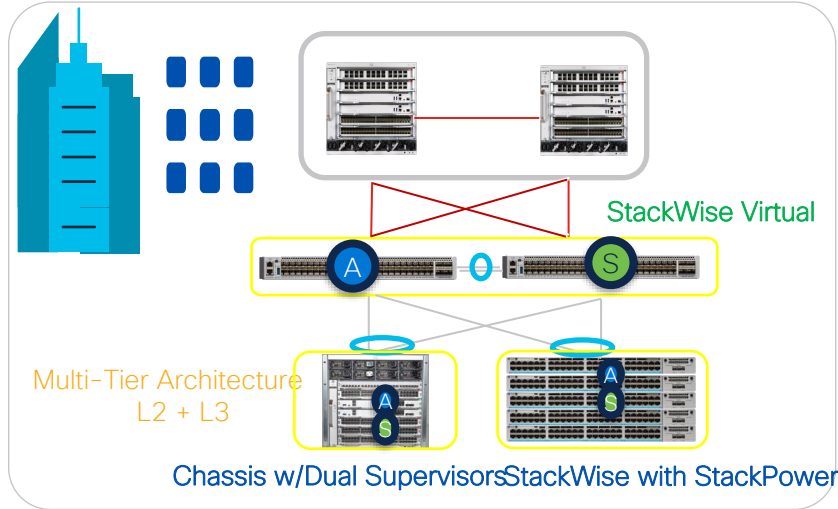 StackWise Virtual
A
S
Multi-Tier Architecture
L2 + L3
A
S
A
S
Chassis w/Dual Supervisors
StackWise with StackPower